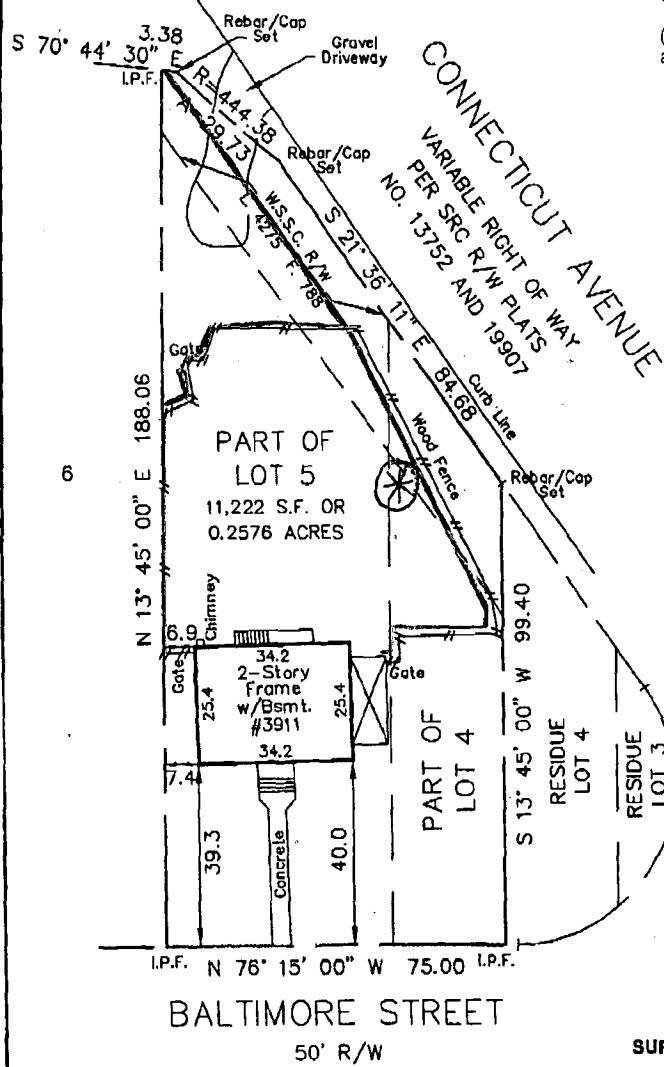 S 70° 44' 30" E
3.38
I.P.F.
Rebar/Cap
Set
Gravel
Driveway
R=444.38
A 29.73
Rebar/Cap
Set
W.S.S.C. R/W
L. 4275 F. 788
S 21° 36' 11" E 84.68
CONNECTICUT AVENUE
VARIABLE RIGHT OF WAY
PER SRC R/W PLATS
NO. 13752 AND 19907
Curb Line
Wood Fence
Rebar/Cap
Set
Gate
N 13° 45' 00" E 188.06
6
PART OF
LOT 5
11,222 S.F. OR
0.2576 ACRES
6.9
Chimney
Gate
34.2
2-Story
Frame
w/Bsmt.
#3911
34.2
25.4
25.4
Gate
7.4
39.3
Concrete
40.0
PART OF
LOT 4
S 13° 45' 00" W 99.40
RESIDUE
LOT 4
RESIDUE
LOT 3
I.P.F. N 76° 15' 00" W 75.00 I.P.F.
BALTIMORE STREET
50' R/W